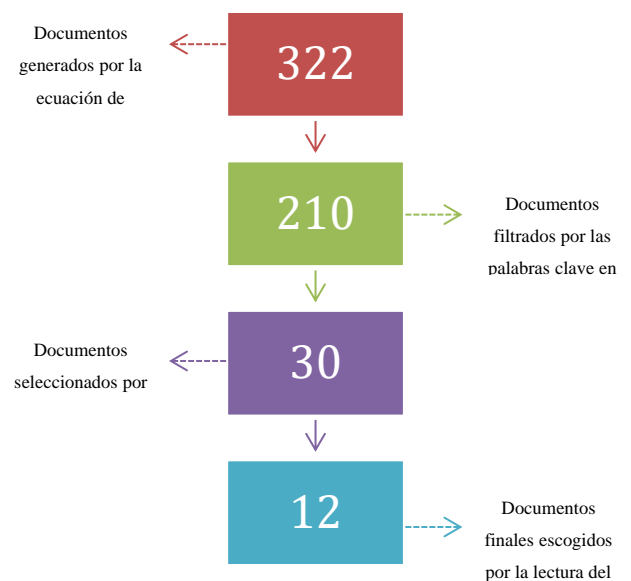 Documentos
generados por la
ecuación de
322
210
Documentos
filtrados por las
palabras clave en
Documentos
seleccionados por
30
12
Documentos
finales escogidos
por la lectura del